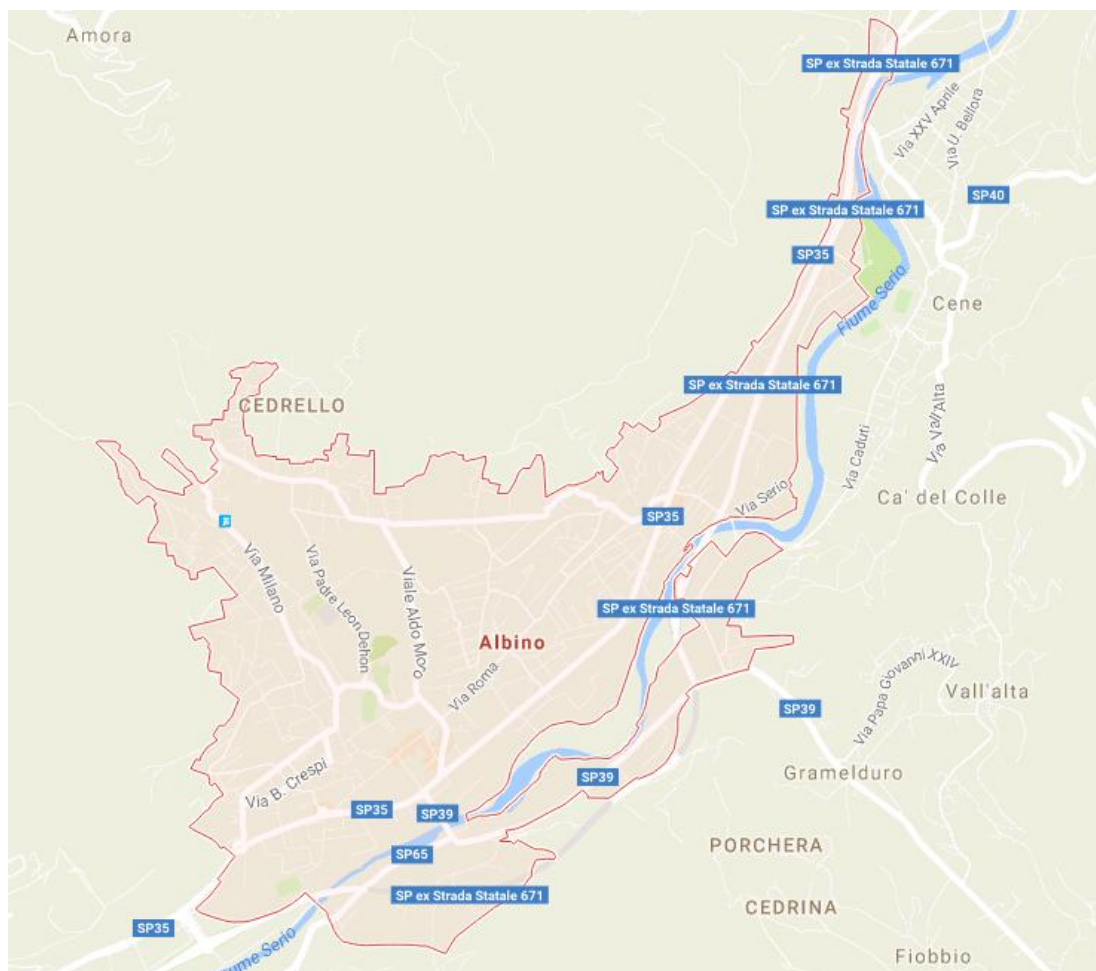 Amora
SP ex Strada Statale 671
Via XXV Aprile
Via U. Bellora
SP40
SP ex Strada Statale 671
SP35
Fiume Serio
Cene
SP ex Strada Statale 671
CEDRELLO
Via Vall'Alta
Via Caduti
Ca' del Colle
Via Serio
SP35
Via Milano
Via Padre Leon Dehon
Viale Aldo Moro
SP ex Strada Statale 671
Albino
Via Roma
Via Papa Giovanni XXIV
Vall'alta
SP39
Gramelduro
SP39
Via B. Crespi
SP35
SP39
PORCHERA
SP65
SP ex Strada Statale 671
CEDRINA
SP35
Fiume Serio
Fiobbio